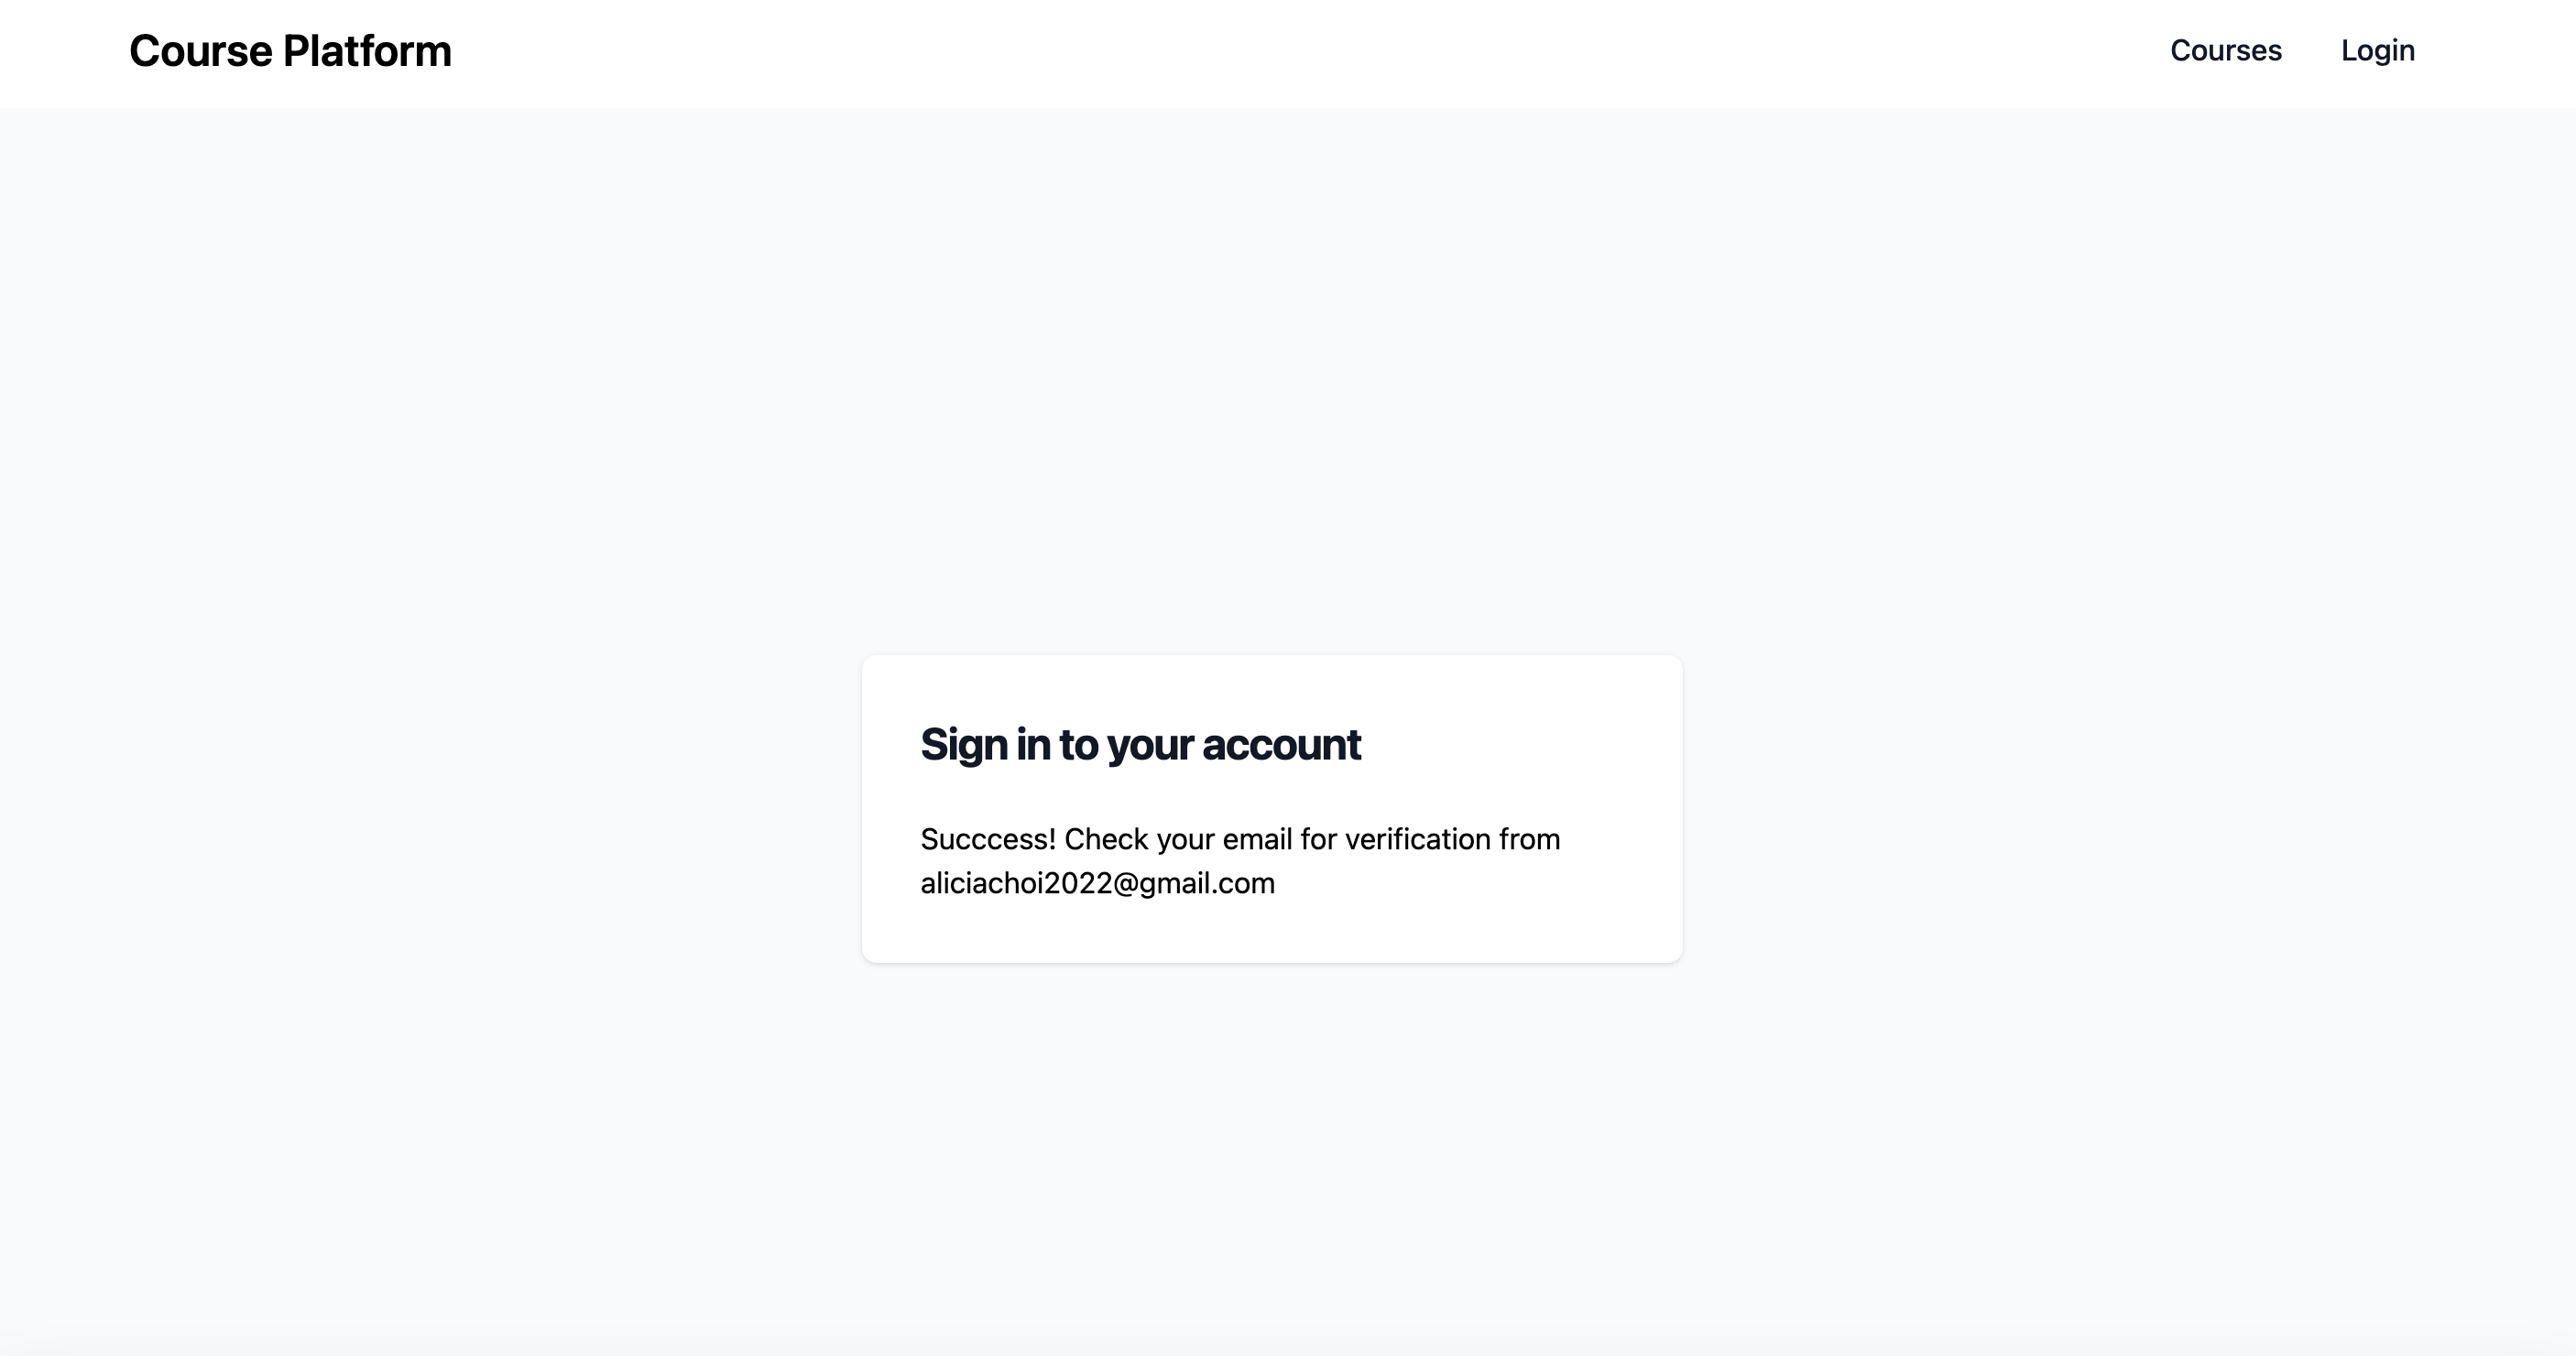 Course Platform
Courses
Login
Sign in to your account
Succcess! Check your email for verification from
aliciachoi2022@gmail.com